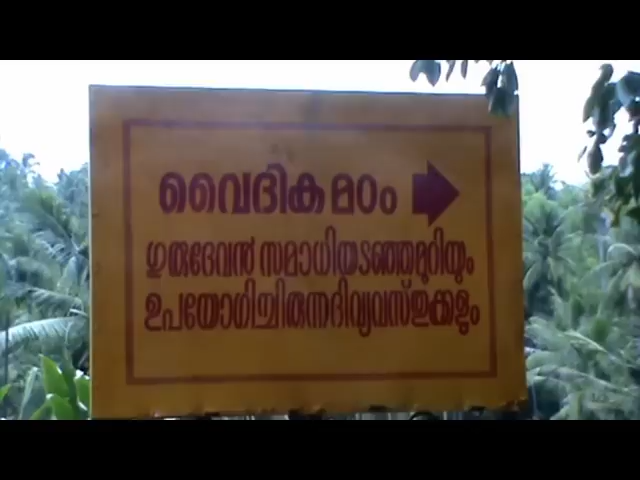 വൈദിക മഠം
ഗുരുദേവൻ സമാധിയടഞ്ഞമുറിയും
ഉപയോഗിച്ചിരുന്നദിവ്യവസ്തുക്കളും